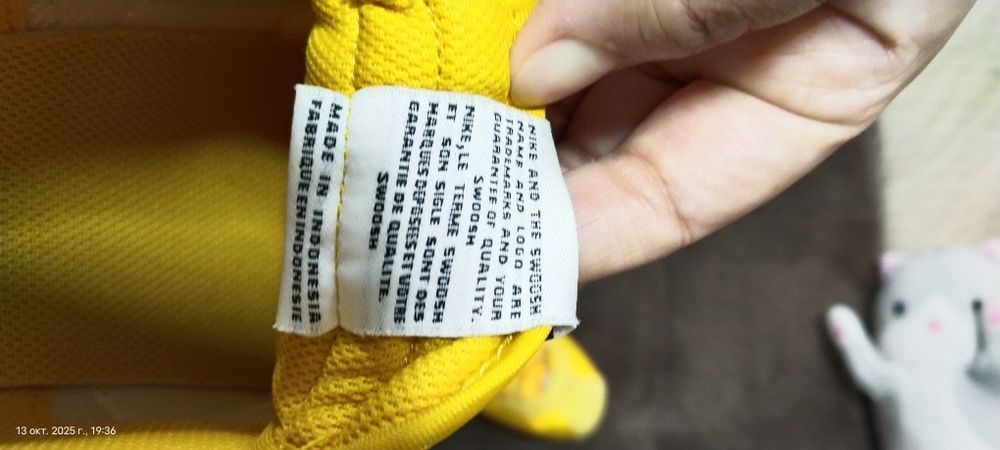 NIKE AND THE SWOOSH
NAME AND LOGO ARE
TRADEMARKS AND YOUR
GUARANTEE OF QUALITY.
SWOOSH
NIKE, LE TERME SWOOSH
ET SON SIGLE SONT DES
MARQUES DEPOSEES ET VOTRE
GARANTIE DE QUALITE.
SWOOSH
MADE IN INDONESIA
FABRIQUE EN INDONESIE
13 окт. 2025 г., 19:36